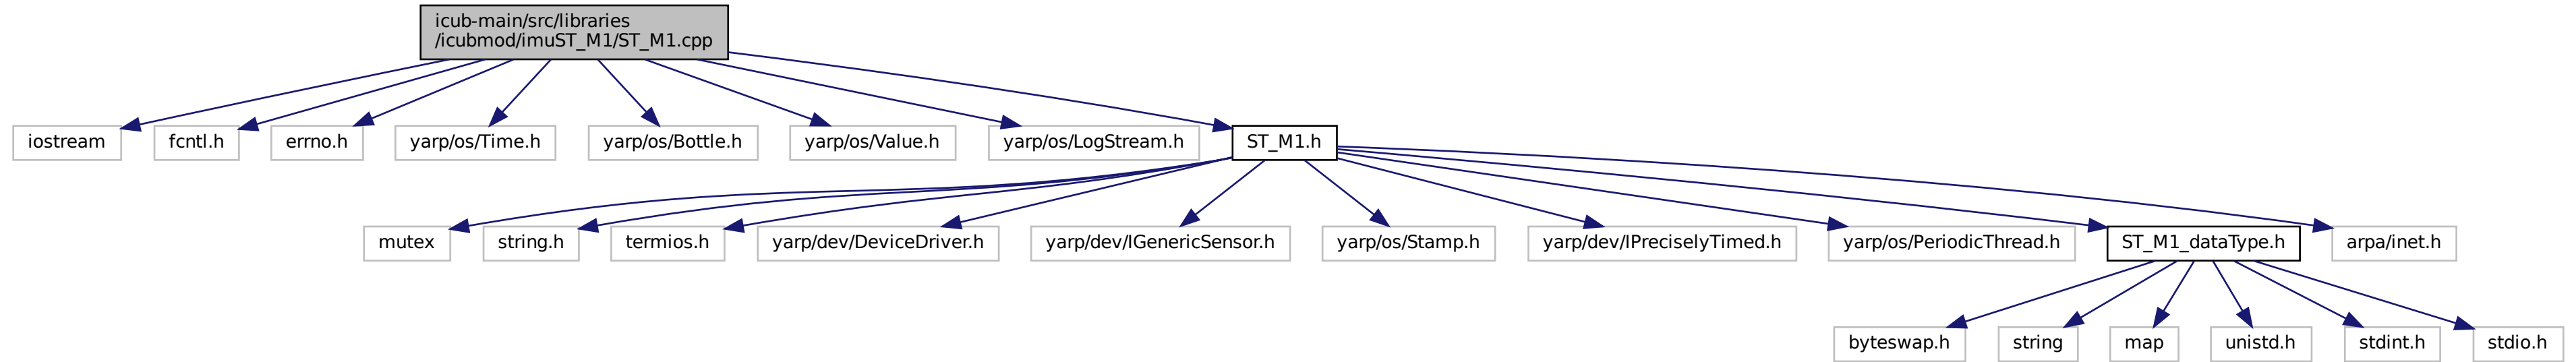 icub-main/src/libraries
/icubmod/imuST_M1/ST_M1.cpp
iostream
fcntl.h
errno.h
yarp/os/Time.h
yarp/os/Bottle.h
yarp/os/Value.h
yarp/os/LogStream.h
ST_M1.h
mutex
string.h
termios.h
yarp/dev/DeviceDriver.h
yarp/dev/IGenericSensor.h
yarp/os/Stamp.h
yarp/dev/IPreciselyTimed.h
yarp/os/PeriodicThread.h
ST_M1_dataType.h
arpa/inet.h
byteswap.h
string
map
unistd.h
stdint.h
stdio.h